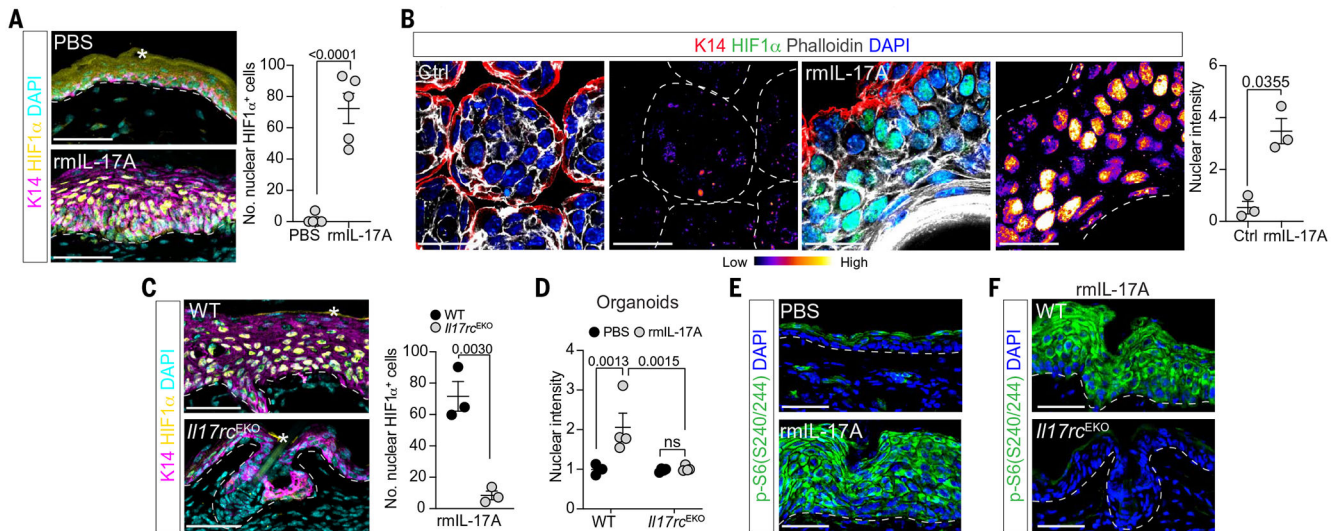 A
K14 HIF1α DAPI
PBS
*
rmIL-17A
No. nuclear HIF1α⁺ cells
<0.0001
100
80
60
40
20
0
PBS rmIL-17A
B
K14 HIF1α Phalloidin DAPI
Ctrl
rmIL-17A
Low High
Nuclear intensity
0.0355
6
4
2
0
Ctrl rmIL-17A
C
K14 HIF1α DAPI
WT
*
Il17rcᴱᴷᴼ
*
WT
Il17rcᴱᴷᴼ
No. nuclear HIF1α⁺ cells
0.0030
100
80
60
40
20
0
rmIL-17A
D
Organoids
PBS rmIL-17A
Nuclear intensity
0.0013 0.0015
ns
4
3
2
1
0
WT Il17rcᴱᴷᴼ
E
p-S6(S240/244) DAPI
PBS
rmIL-17A
F
rmIL-17A
p-S6(S240/244) DAPI
WT
Il17rcᴱᴷᴼ